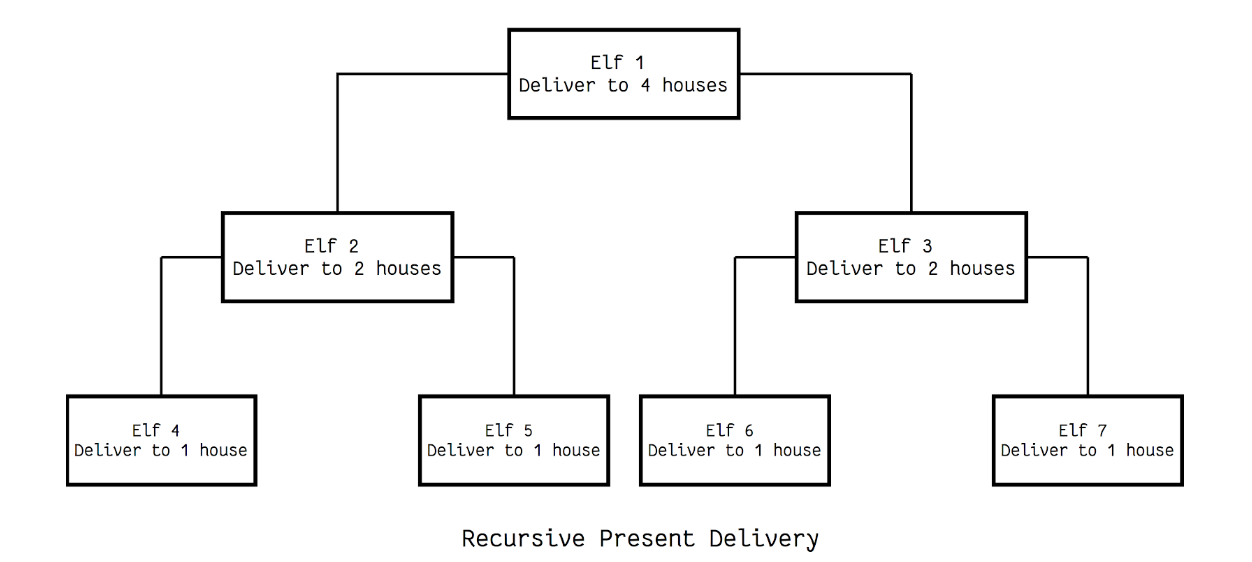 Elf 1
Deliver to 4 houses
Elf 2
Deliver to 2 houses
Elf 3
Deliver to 2 houses
Elf 4
Deliver to 1 house
Elf 5
Deliver to 1 house
Elf 6
Deliver to 1 house
Elf 7
Deliver to 1 house
Recursive Present Delivery